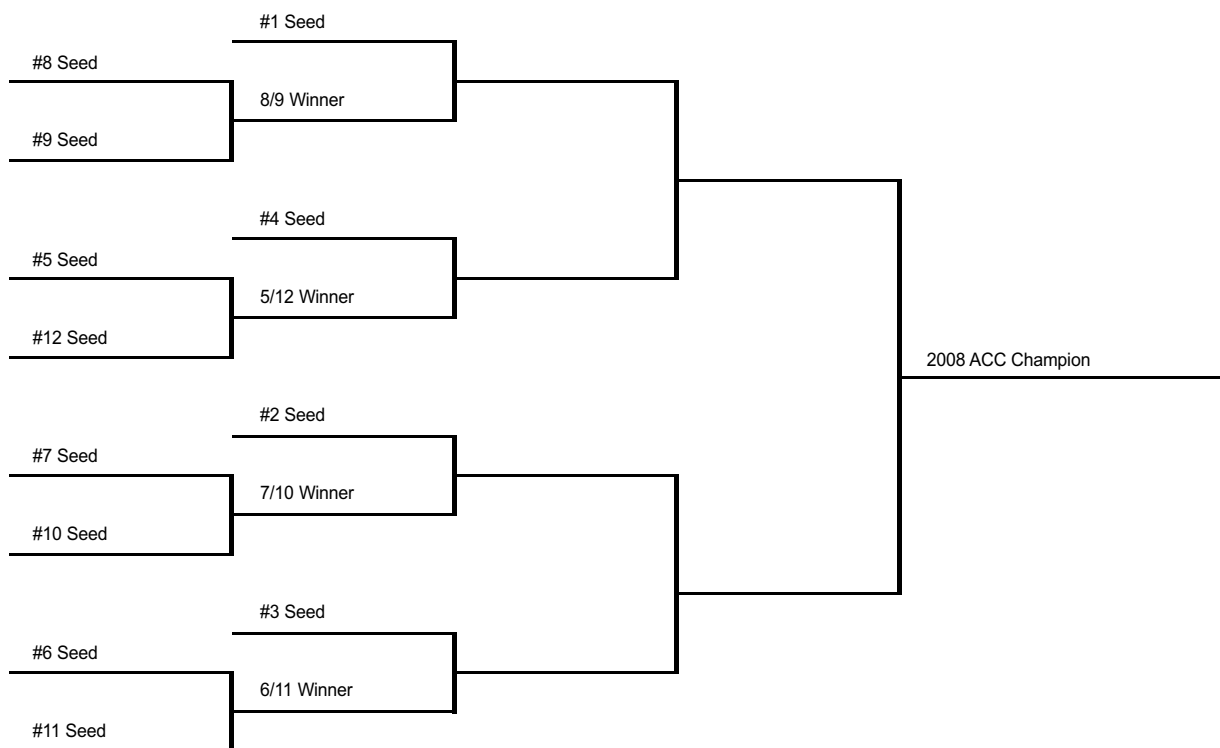 #1 Seed
#8 Seed
8/9 Winner
#9 Seed
#4 Seed
#5 Seed
5/12 Winner
#12 Seed
2008 ACC Champion
#2 Seed
#7 Seed
7/10 Winner
#10 Seed
#3 Seed
#6 Seed
6/11 Winner
#11 Seed